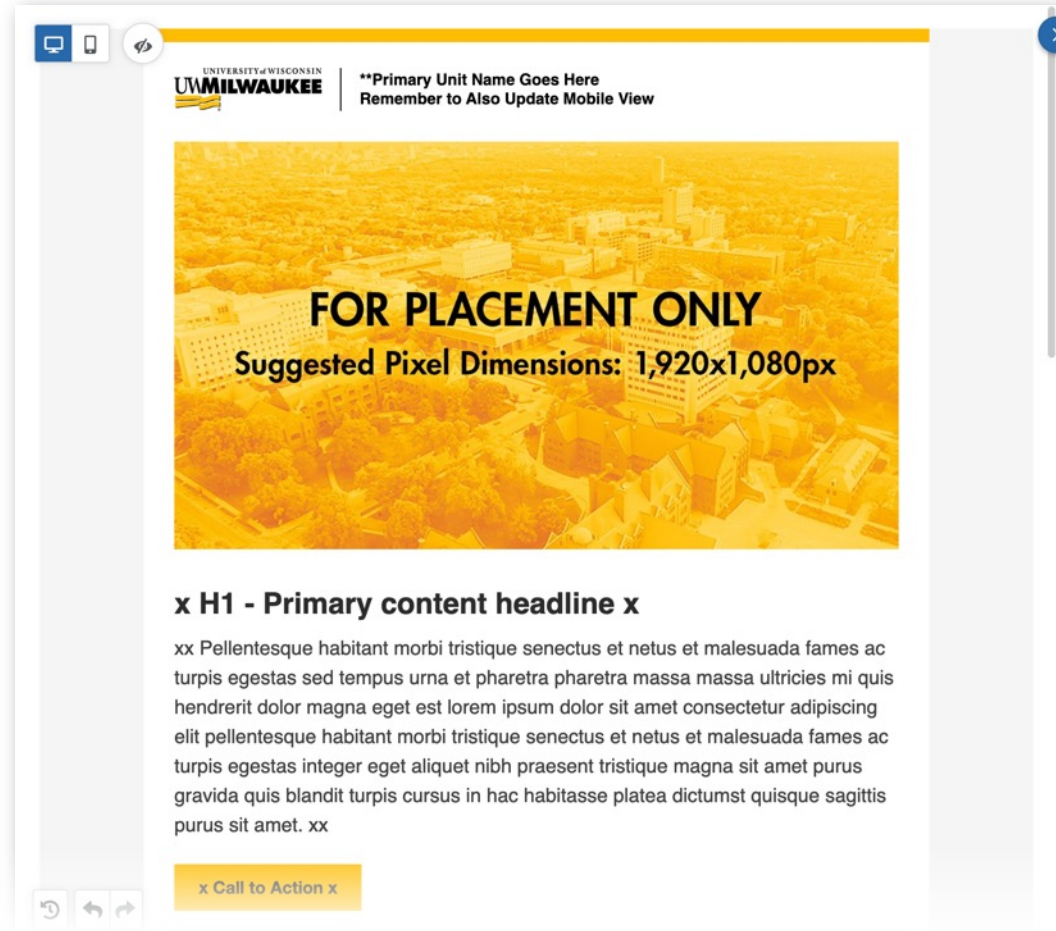 UNIVERSITY of WISCONSIN
UWMILWAUKEE
**Primary Unit Name Goes Here
Remember to Also Update Mobile View
FOR PLACEMENT ONLY
Suggested Pixel Dimensions: 1,920x1,080px
x H1 - Primary content headline x
xx Pellentesque habitant morbi tristique senectus et netus et malesuada fames ac
turpis egestas sed tempus urna et pharetra pharetra massa massa ultricies mi quis
hendrerit dolor magna eget est lorem ipsum dolor sit amet consectetur adipiscing
elit pellentesque habitant morbi tristique senectus et netus et malesuada fames ac
turpis egestas integer eget aliquet nibh praesent tristique magna sit amet purus
gravida quis blandit turpis cursus in hac habitasse platea dictumst quisque sagittis
purus sit amet. xx
x Call to Action x